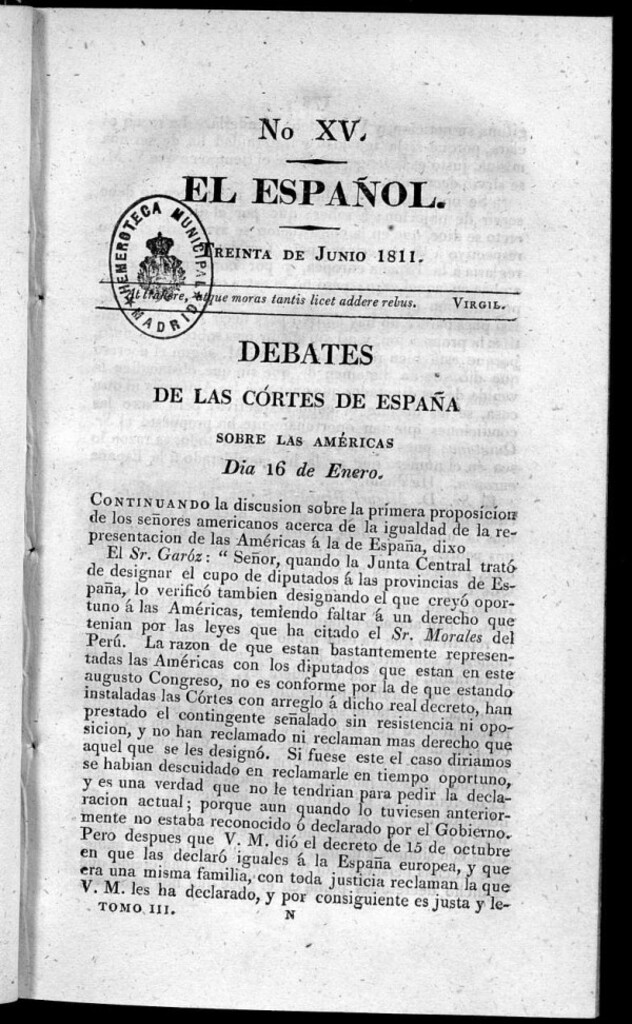 No XV.
EL ESPAÑOL.
TREINTA DE JUNIO 1811.
HEMEROTECA MUNICIPAL
MADRID
At trahere, atque moras tantis licet addere rebus. VIRGIL.
DEBATES
DE LAS CÓRTES DE ESPAÑA
SOBRE LAS AMÉRICAS
Dia 16 de Enero.
CONTINUANDO la discusion sobre la primera proposicion
de los señores americanos acerca de la igualdad de la re-
presentacion de las Américas á la de España, dixo
El Sr. Garóz: “ Señor, quando la Junta Central trató
de designar el cupo de diputados á las provincias de Es-
paña, lo verificó tambien designando el que creyó opor-
tuno á las Américas, temiendo faltar á un derecho que
tenian por las leyes que ha citado el Sr. Morales del
Perú. La razon de que estan bastantemente represen-
tadas las Américas con los diputados que estan en este
augusto Congreso, no es conforme por la de que estando
instaladas las Córtes con arreglo á dicho real decreto, han
prestado el contingente señalado sin resistencia ni opo-
sicion, y no han reclamado ni reclaman mas derecho que
aquel que se les designó. Si fuese este el caso diriamos
se habian descuidado en reclamarle en tiempo oportuno,
y es una verdad que no le tendrian para pedir la decla-
racion actual; porque aun quando lo tuviesen anterior-
mente no estaba reconocido ó declarado por el Gobierno.
Pero despues que V. M. dió el decreto de 15 de octubre
en que las declaró iguales á la España europea, y que
era una misma familia, con toda justicia reclaman la que
V. M. les ha declarado, y por consiguiente es justa y le-
TOMO III. N